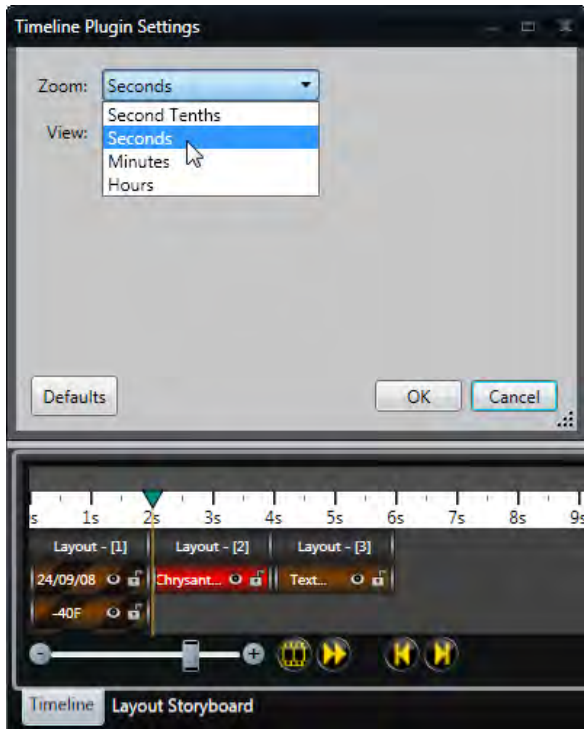 Timeline Plugin Settings
Zoom: Seconds
Second Tenths
View: Seconds
Minutes
Hours
Defaults OK Cancel
s 1s 2s 3s 4s 5s 6s 7s 8s 9s
Layout - [1] Layout - [2] Layout - [3]
24/09/08 Chrysant... Text...
-40F
Timeline Layout Storyboard